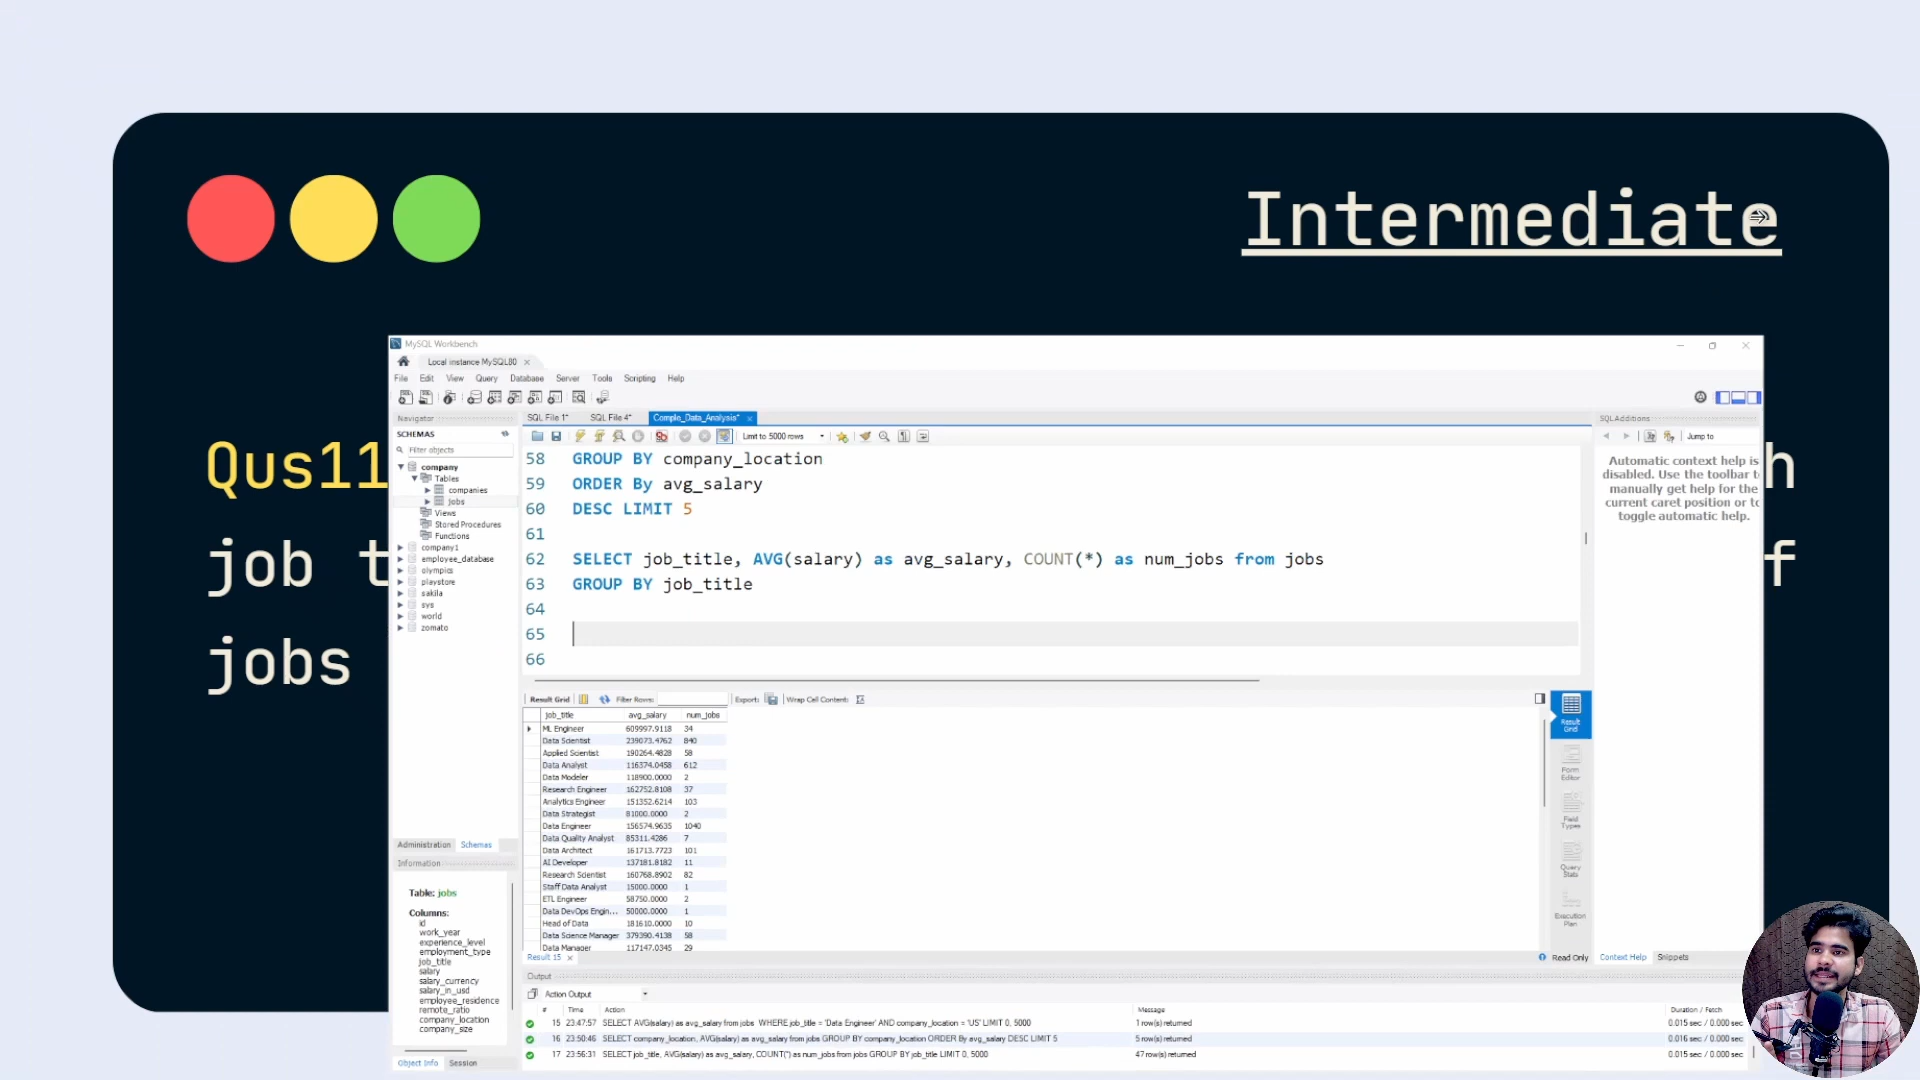 Intermediate
Qus11
h
job t
f
jobs
MySQL Workbench
Local instance MySQL80
File Edit View Query Database Server Tools Scripting Help
Navigator
SCHEMAS
Filter objects
company
Tables
companies
jobs
Views
Stored Procedures
Functions
company1
employee_database
olympics
playstore
sakila
sys
world
zomato
Administration Schemas
Information
Table: jobs
Columns:
id
work_year
experience_level
employment_type
job_title
salary
salary_currency
salary_in_usd
employee_residence
remote_ratio
company_location
company_size
Object Info Session
SQL File 1* SQL File 4* Comple_Data_Analysis*
Limit to 5000 rows
58 GROUP BY company_location
59 ORDER By avg_salary
60 DESC LIMIT 5
61
62 SELECT job_title, AVG(salary) as avg_salary, COUNT(*) as num_jobs from jobs
63 GROUP BY job_title
64
65
66
Result Grid Filter Rows: Export: Wrap Cell Content:
job_title avg_salary num_jobs
ML Engineer 609997.9118 34
Data Scientist 239073.4762 840
Applied Scientist 190264.4828 58
Data Analyst 116374.0458 612
Data Modeler 118900.0000 2
Research Engineer 162752.8108 37
Analytics Engineer 151352.6214 103
Data Strategist 81000.0000 2
Data Engineer 156574.9635 1040
Data Quality Analyst 85311.4286 7
Data Architect 161713.7723 101
AI Developer 137181.8182 11
Research Scientist 160768.8902 82
Staff Data Analyst 15000.0000 1
ETL Engineer 58750.0000 2
Data DevOps Engin... 50000.0000 1
Head of Data 181610.0000 10
Data Science Manager 379390.4138 58
Data Manager 117147.0345 29
Result 15
Read Only
Result Grid
Form Editor
Field Types
Query Stats
Execution Plan
SQLAdditions
Jump to
Automatic context help is
disabled. Use the toolbar t
manually get help for the
current caret position or to
toggle automatic help.
Context Help Snippets
Output
Action Output
# Time Action Message Duration / Fetch
15 23:47:57 SELECT AVG(salary) as avg_salary from jobs WHERE job_title = 'Data Engineer' AND company_location = 'US' LIMIT 0, 5000 1 row(s) returned 0.015 sec / 0.000 sec
16 23:50:46 SELECT company_location, AVG(salary) as avg_salary from jobs GROUP BY company_location ORDER By avg_salary DESC LIMIT 5 5 row(s) returned 0.016 sec / 0.000 sec
17 23:56:31 SELECT job_title, AVG(salary) as avg_salary, COUNT(*) as num_jobs from jobs GROUP BY job_title LIMIT 0, 5000 47 row(s) returned 0.015 sec / 0.000 sec